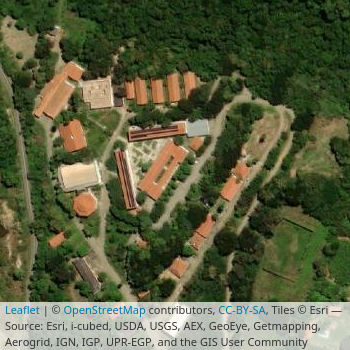 Leaflet | © OpenStreetMap contributors, CC-BY-SA, Tiles © Esri —
Source: Esri, i-cubed, USDA, USGS, AEX, GeoEye, Getmapping,
Aerogrid, IGN, IGP, UPR-EGP, and the GIS User Community